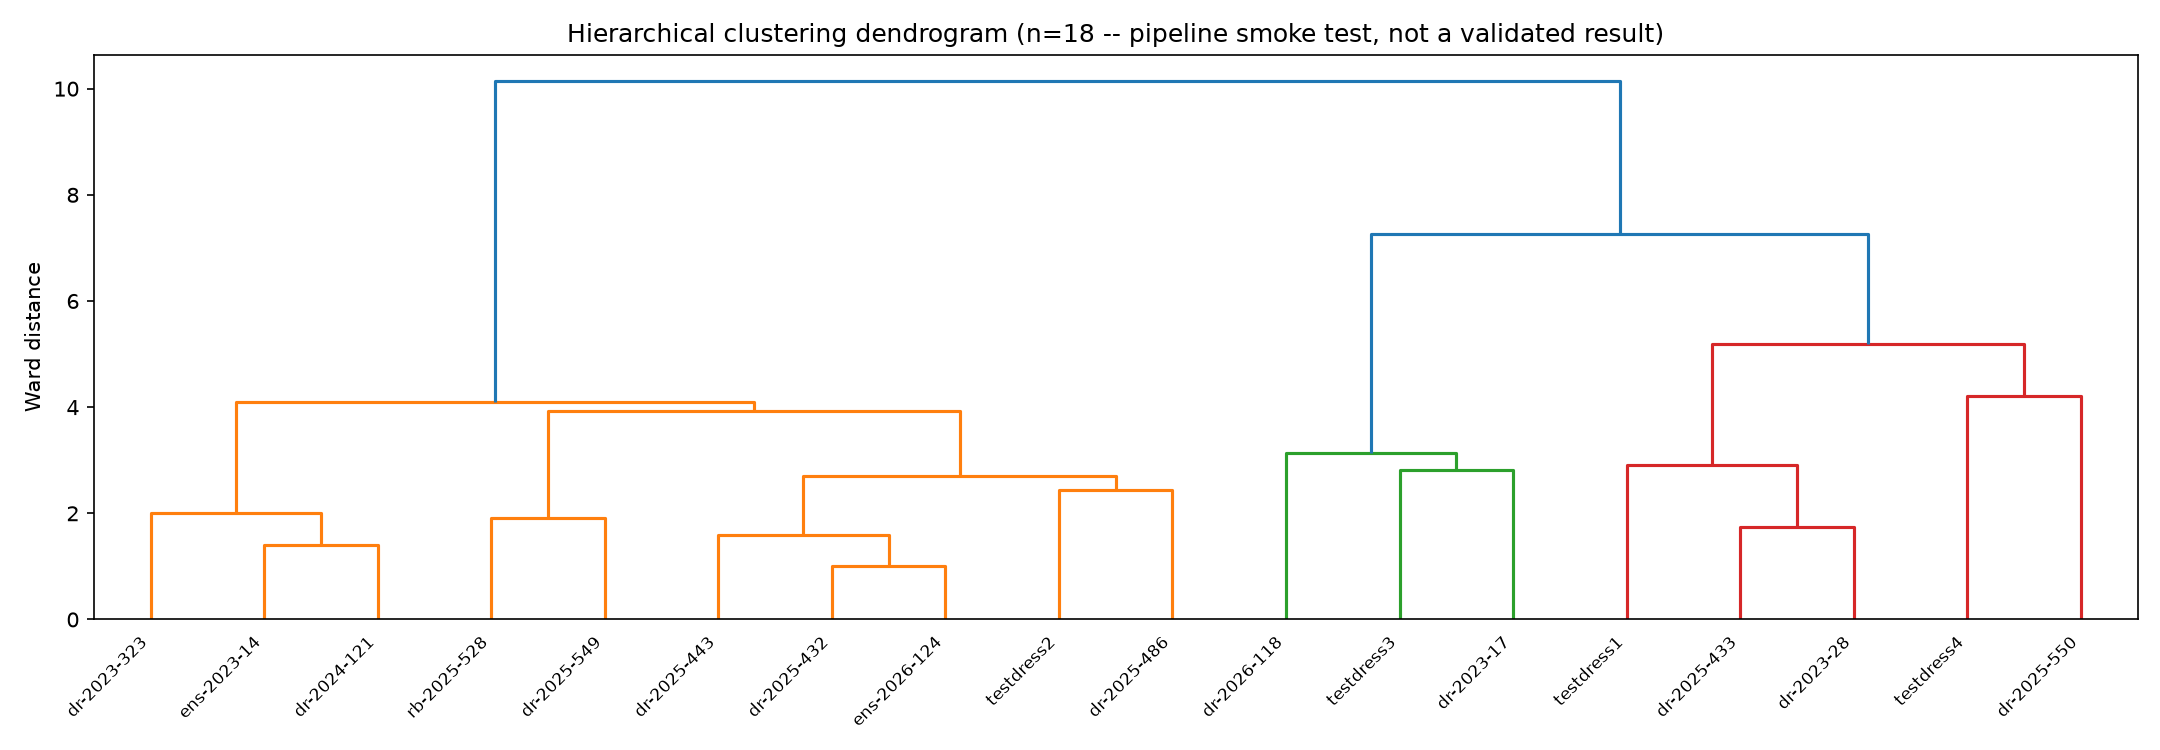 Hierarchical clustering dendrogram (n=18 -- pipeline smoke test, not a validated result)
Ward distance
10
8
6
4
2
0
dr-2023-323
ens-2023-14
dr-2024-121
rb-2025-528
dr-2025-549
dr-2025-443
dr-2025-432
ens-2026-124
testdress2
dr-2025-486
dr-2026-118
testdress3
dr-2023-17
testdress1
dr-2025-433
dr-2023-28
testdress4
dr-2025-550